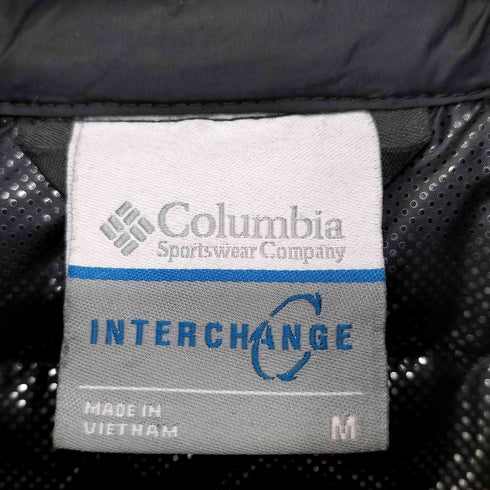 Columbia
Sportswear Company
INTERCHANGE
MADE IN
VIETNAM
M